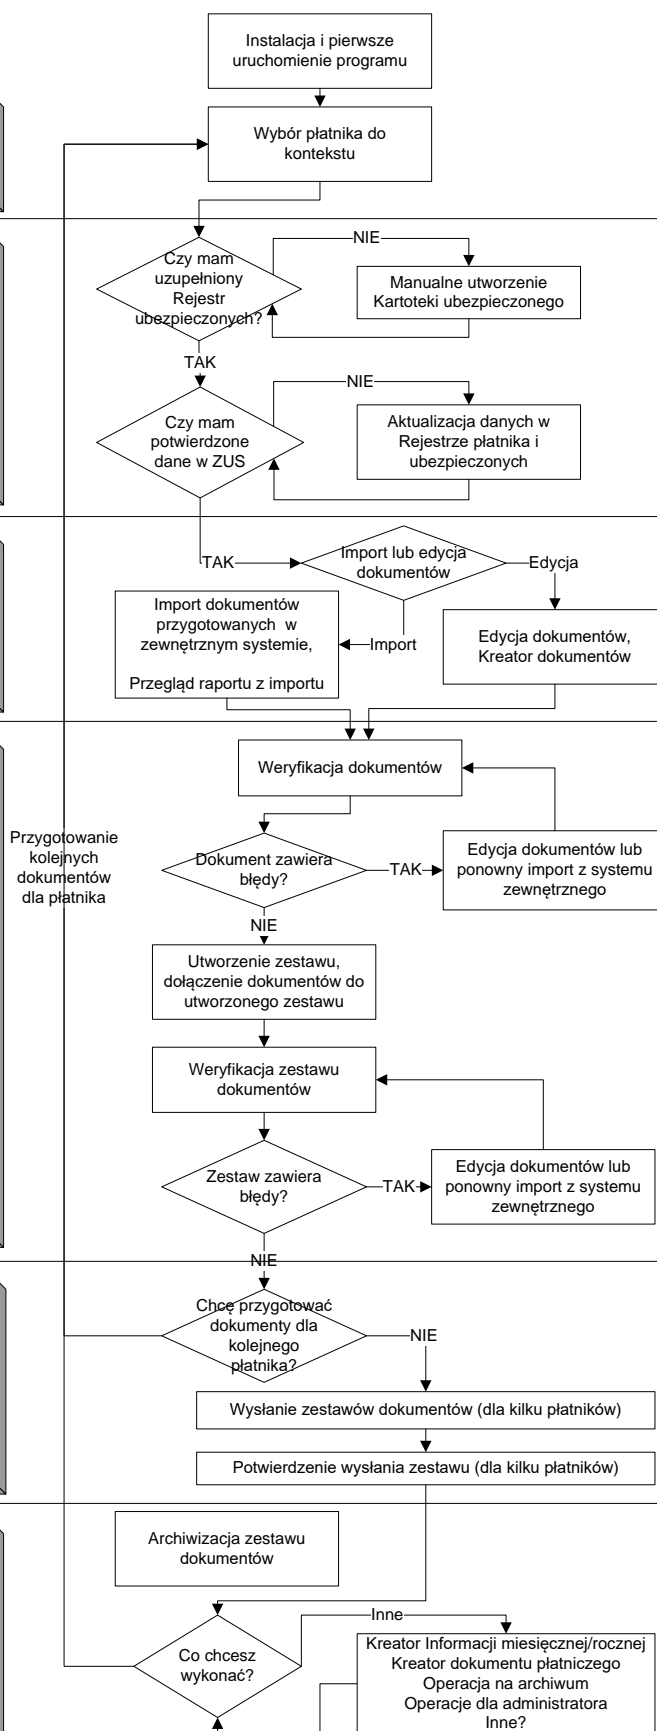 Instalacja i pierwsze
uruchomienie programu
Wybór płatnika do
kontekstu
NIE
Czy mam
uzupełniony
Rejestr
ubezpieczonych?
Manualne utworzenie
Kartoteki ubezpieczonego
TAK
NIE
Czy mam
potwierdzone
dane w ZUS
Aktualizacja danych w
Rejestrze płatnika i
ubezpieczonych
TAK
Import lub edycja
dokumentów
Edycja
Import dokumentów
przygotowanych w
zewnętrznym systemie,
Przegląd raportu z importu
Import
Edycja dokumentów,
Kreator dokumentów
Weryfikacja dokumentów
Przygotowanie
kolejnych
dokumentów
dla płatnika
Dokument zawiera
błędy?
TAK
Edycja dokumentów lub
ponowny import z systemu
zewnętrznego
NIE
Utworzenie zestawu,
dołączenie dokumentów do
utworzonego zestawu
Weryfikacja zestawu
dokumentów
Zestaw zawiera
błędy?
TAK
Edycja dokumentów lub
ponowny import z systemu
zewnętrznego
NIE
Chcę przygotować
dokumenty dla
kolejnego
płatnika?
NIE
Wysłanie zestawów dokumentów (dla kilku płatników)
Potwierdzenie wysłania zestawu (dla kilku płatników)
Archiwizacja zestawu
dokumentów
Inne
Co chcesz
wykonać?
Kreator Informacji miesięcznej/rocznej
Kreator dokumentu płatniczego
Operacja na archiwum
Operacje dla administratora
Inne?